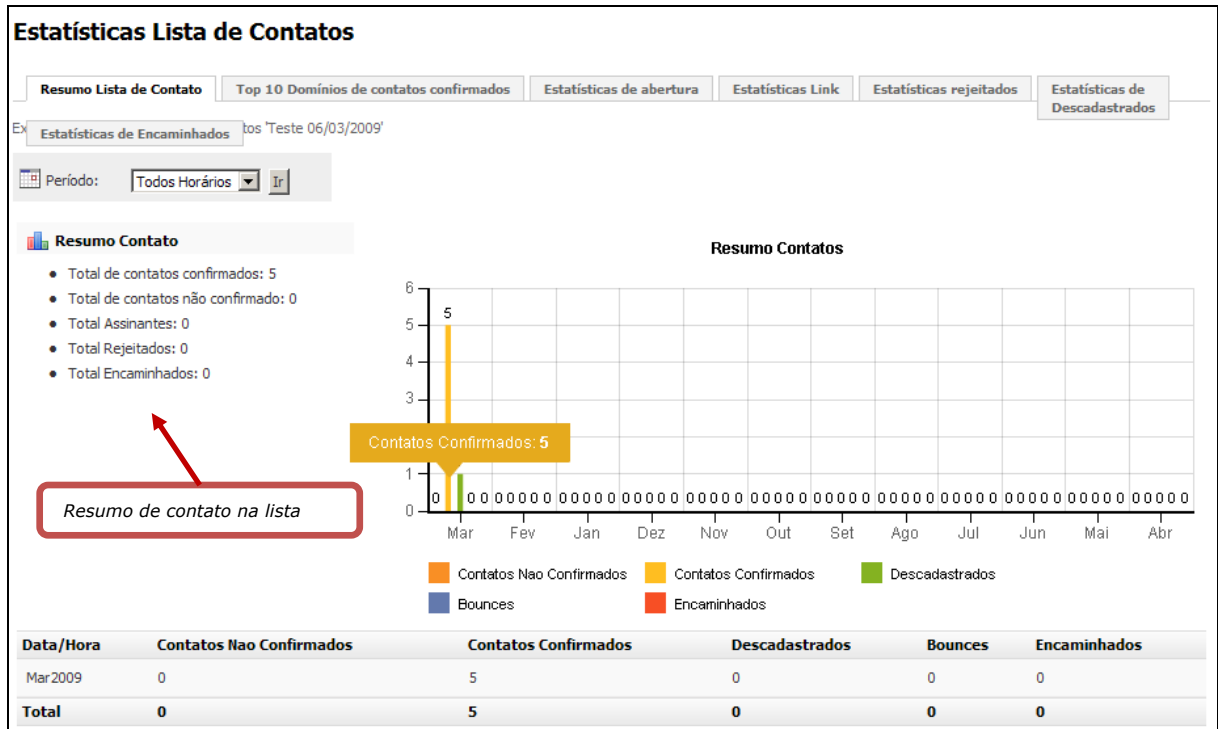 Estatísticas Lista de Contatos
Resumo Lista de Contato Top 10 Domínios de contatos confirmados Estatísticas de abertura Estatísticas Link Estatísticas rejeitados Estatísticas de
Descadastrados
Estatísticas de Encaminhados 'Teste 06/03/2009'
Período: Todos Horários Ir
Resumo Contato
Total de contatos confirmados: 5
Total de contatos não confirmado: 0
Total Assinantes: 0
Total Rejeitados: 0
Total Encaminhados: 0
Resumo de contato na lista
Resumo Contatos
6
5
5
4
3
Contatos Confirmados: 5
1
0
0 0 0 0 0 0 0 0 0 0 0 0 0 0 0 0 0 0 0 0 0 0 0 0 0 0 0 0 0 0 0 0 0 0 0 0 0 0 0 0 0 0 0 0 0 0 0 0 0 0 0 0 0 0 0 0 0 0
Mar Fev Jan Dez Nov Out Set Ago Jul Jun Mai Abr
Contatos Nao Confirmados Contatos Confirmados Descadastrados
Bounces Encaminhados
Data/Hora Contatos Nao Confirmados Contatos Confirmados Descadastrados Bounces Encaminhados
Mar2009 0 5 0 0 0
Total 0 5 0 0 0